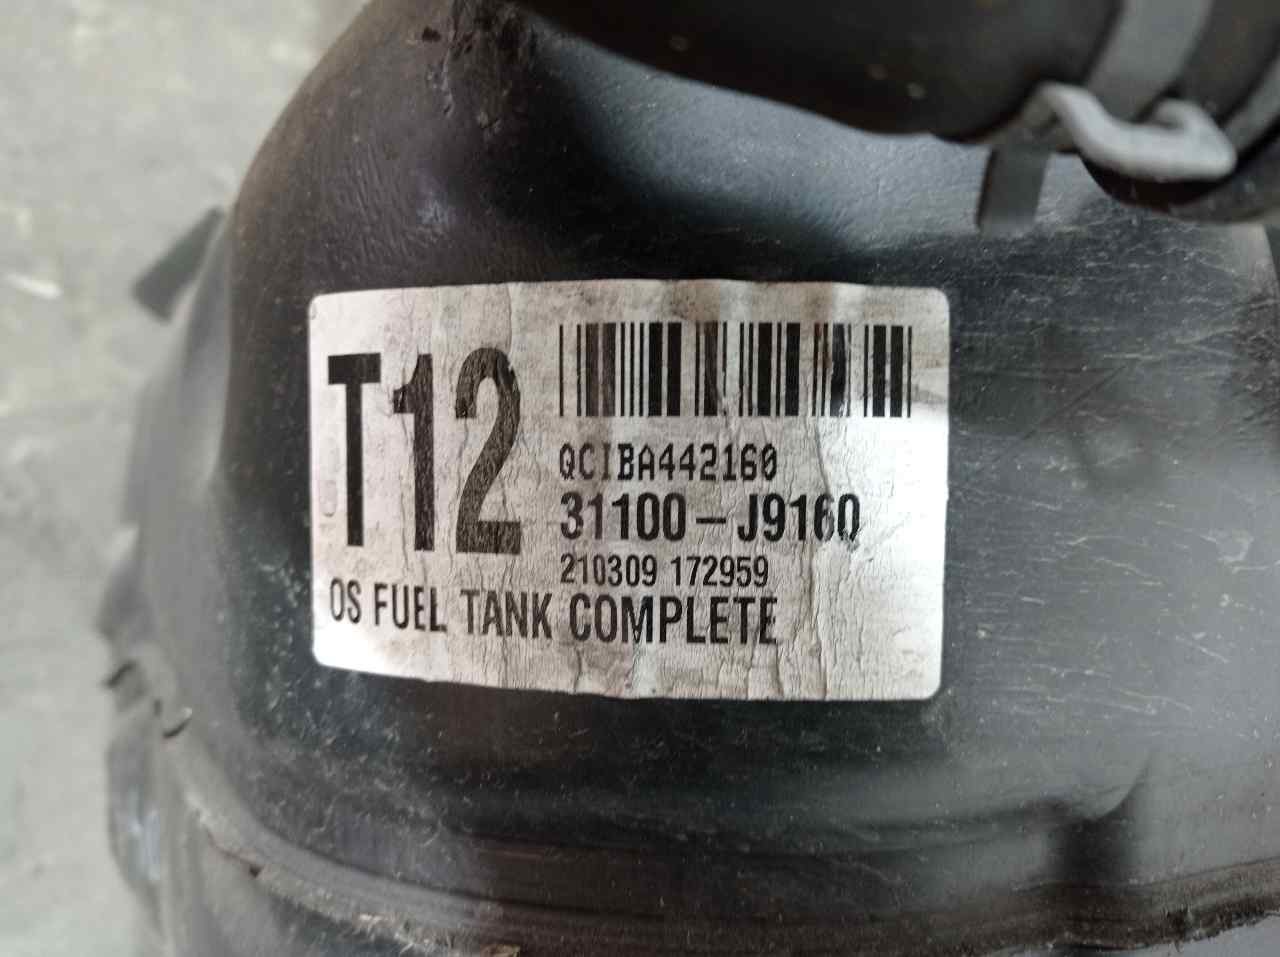 T12
QCIBA442160
31100-J9160
210309 172959
OS FUEL TANK COMPLETE